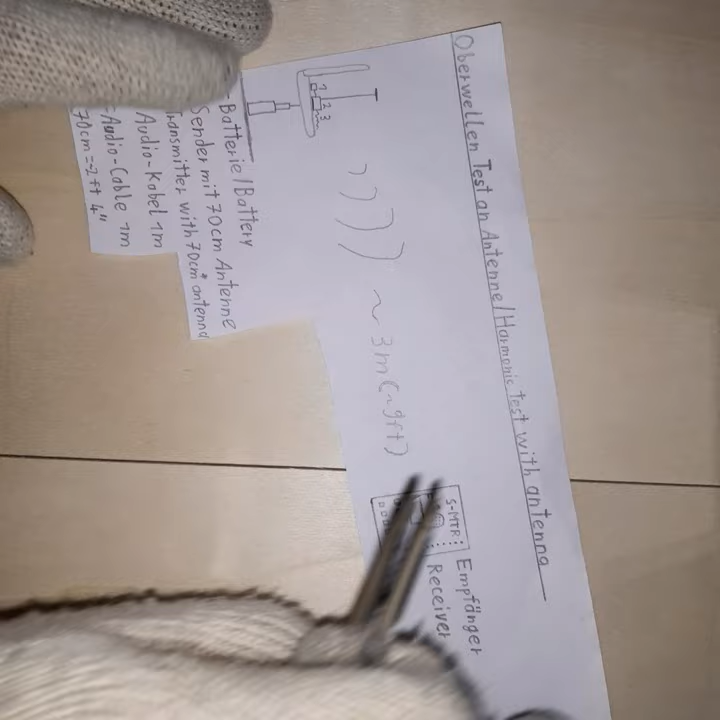 Oberwellen Test an Antenne/Harmonic test with antenna
1 2 3
~ 3m (~9ft)
S-MTR:
Empfänger
Receiver
-Batterie/Battery
Sender mit 70cm Antenne
Transmitter with 70cm* antenna
Audio-Kabel 1m
Audio-Cable 1m
70cm=~2ft 4"